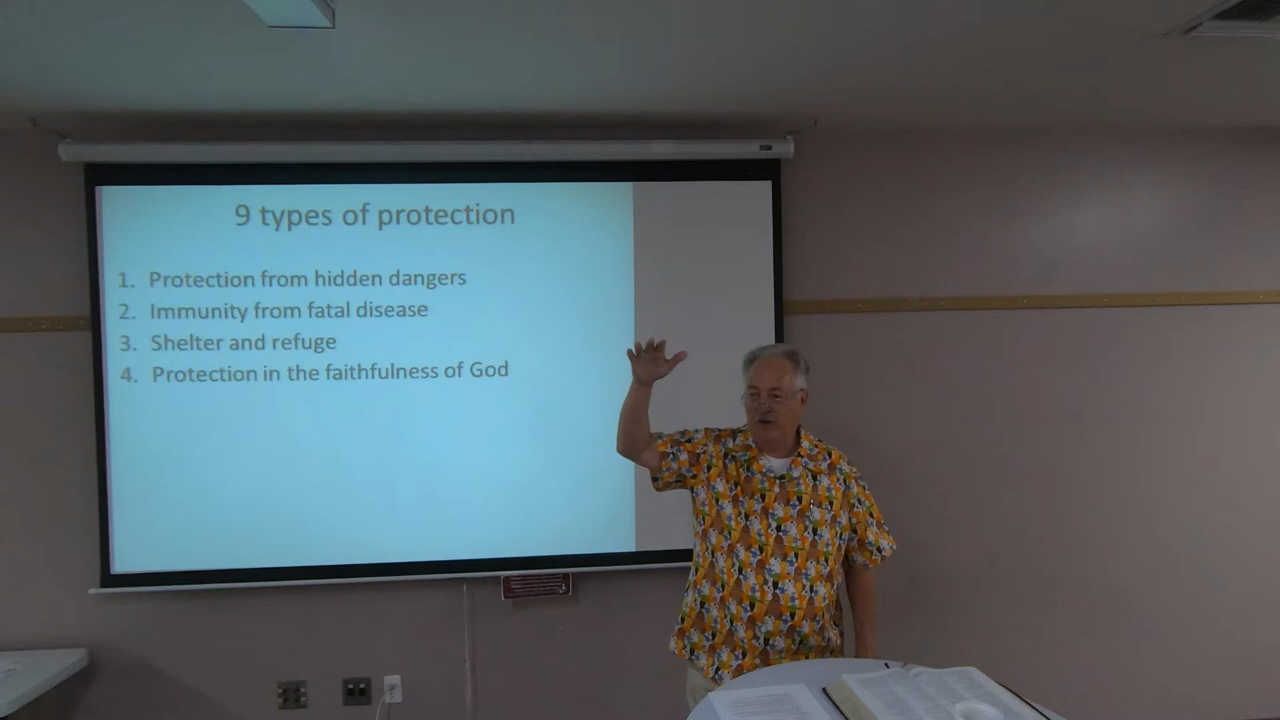 9 types of protection
1. Protection from hidden dangers
2. Immunity from fatal disease
3. Shelter and refuge
4. Protection in the faithfulness of God